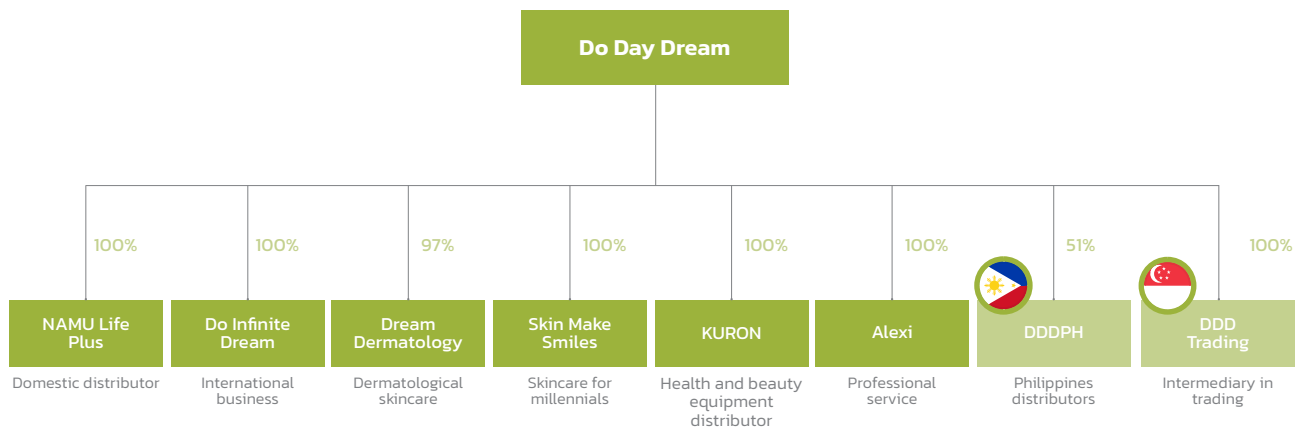 Do Day Dream
100%
100%
97%
100%
100%
100%
51%
100%
NAMU Life
Plus
Domestic distributor
Do Infinite
Dream
International
business
Dream
Dermatology
Dermatological
skincare
Skin Make
Smiles
Skincare for
millennials
KURON
Health and beauty
equipment
distributor
Alexi
Professional
service
DDDPH
Philippines
distributors
DDD
Trading
Intermediary in
trading